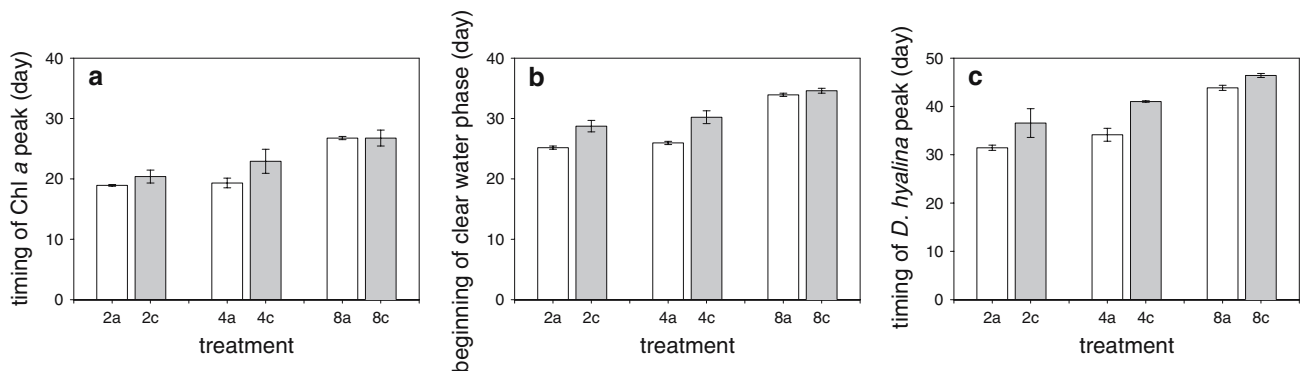 a
timing of Chl a peak (day)
40
30
20
10
0
2a 2c 4a 4c 8a 8c
treatment
b
beginning of clear water phase (day)
40
30
20
10
0
2a 2c 4a 4c 8a 8c
treatment
c
timing of D. hyalina peak (day)
50
40
30
20
10
0
2a 2c 4a 4c 8a 8c
treatment